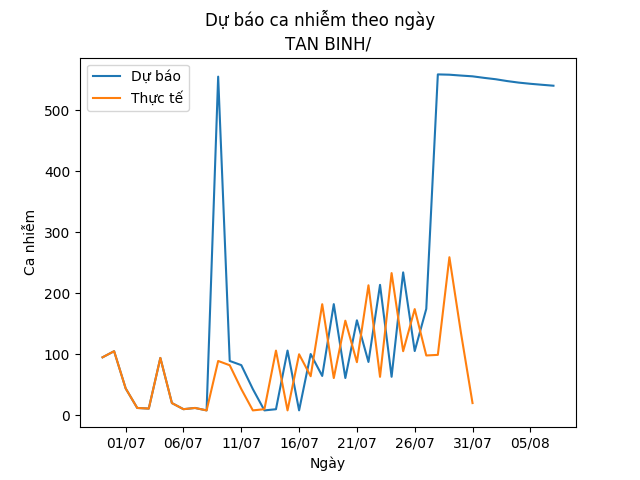 Dự báo ca nhiễm theo ngày
TAN BINH/
Dự báo
Thực tế
Ca nhiễm
500
400
300
200
100
0
01/07 06/07 11/07 16/07 21/07 26/07 31/07 05/08
Ngày